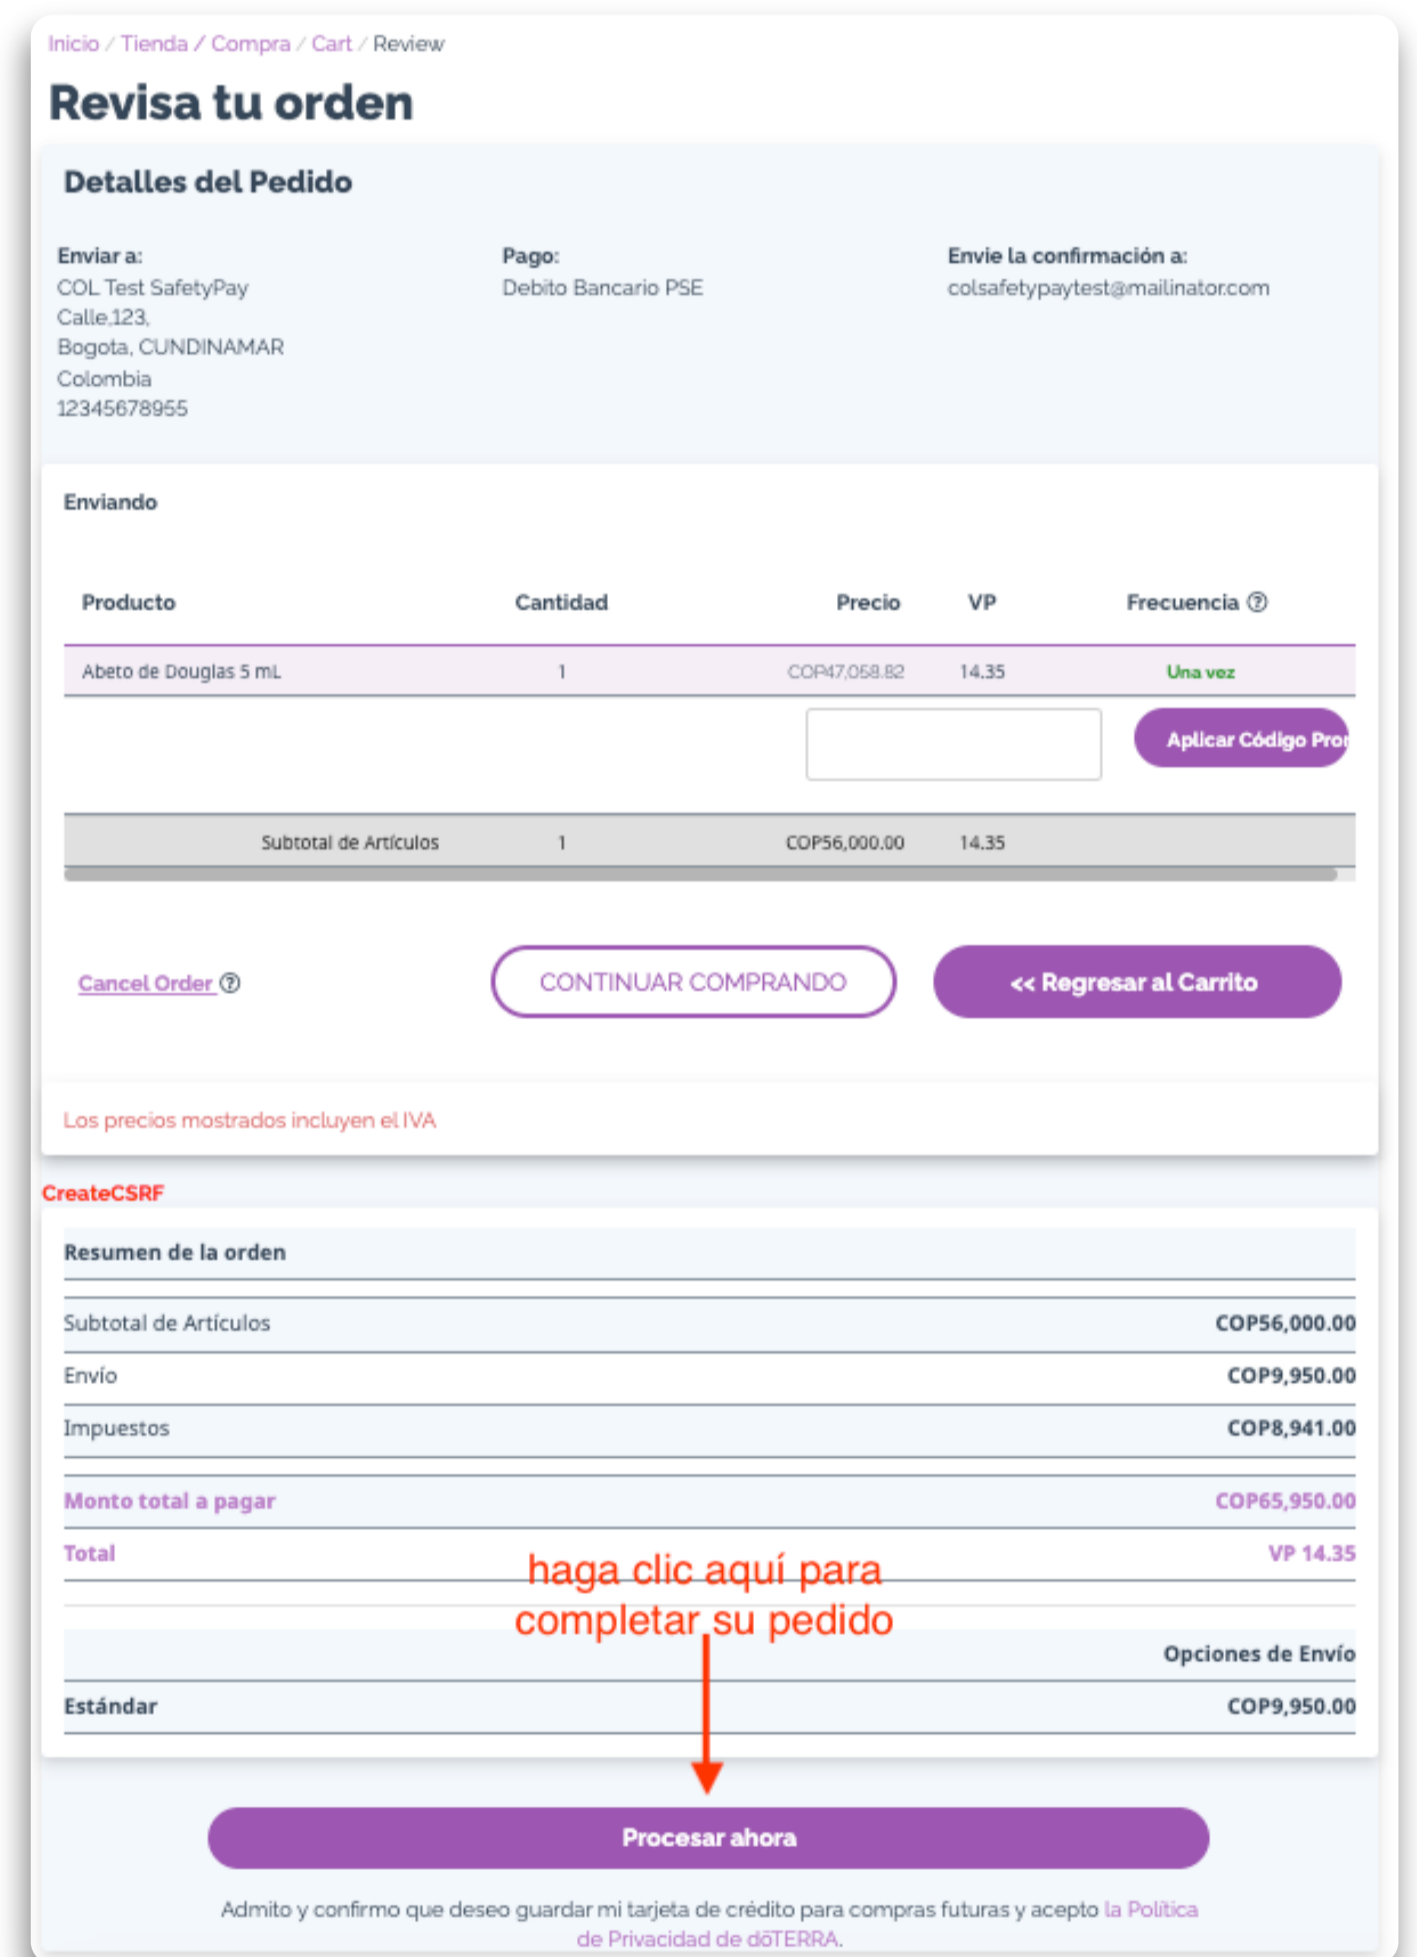 Inicio / Tienda / Compra / Cart / Review
Revisa tu orden
Detalles del Pedido
Enviar a:
COL Test SafetyPay
Calle,123,
Bogota, CUNDINAMAR
Colombia
12345678955
Pago:
Debito Bancario PSE
Envie la confirmación a:
colsafetypaytest@mailinator.com
Enviando
Producto Cantidad Precio VP Frecuencia ?
Abeto de Douglas 5 mL 1 COP47,058.82 14.35 Una vez
Aplicar Código Pro
Subtotal de Artículos 1 COP56,000.00 14.35
Cancel Order ? CONTINUAR COMPRANDO << Regresar al Carrito
Los precios mostrados incluyen el IVA
CreateCSRF
Resumen de la orden
Subtotal de Artículos COP56,000.00
Envío COP9,950.00
Impuestos COP8,941.00
Monto total a pagar COP65,950.00
Total VP 14.35
haga clic aquí para
completar su pedido
Opciones de Envío
Estándar COP9,950.00
Procesar ahora
Admito y confirmo que deseo guardar mi tarjeta de crédito para compras futuras y acepto la Política
de Privacidad de dōTERRA.